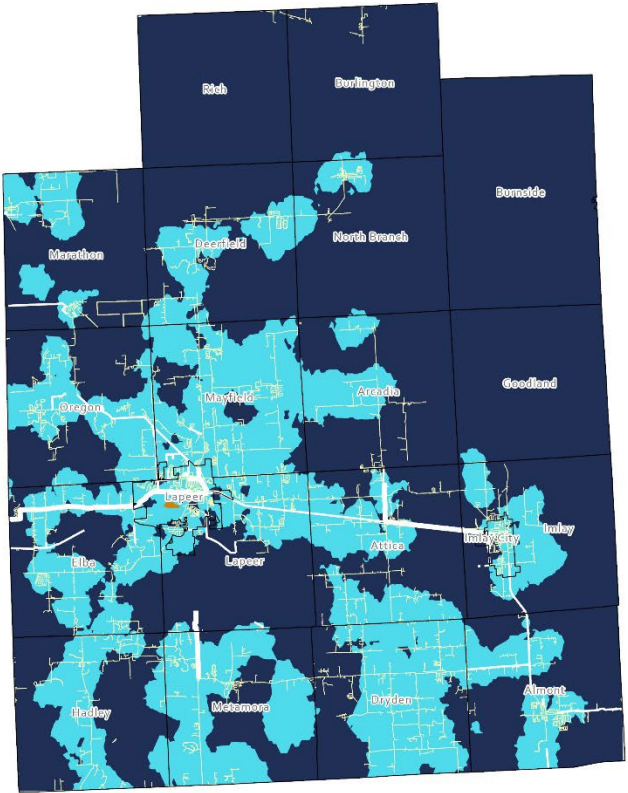 Rich
Burlington
Burnside
Marathon
Deerfield
North Branch
Oregon
Mayfield
Arcadia
Goodland
Lapeer
Elba
Lapeer
Attica
Imlay City
Imlay
Hadley
Metamora
Dryden
Almont